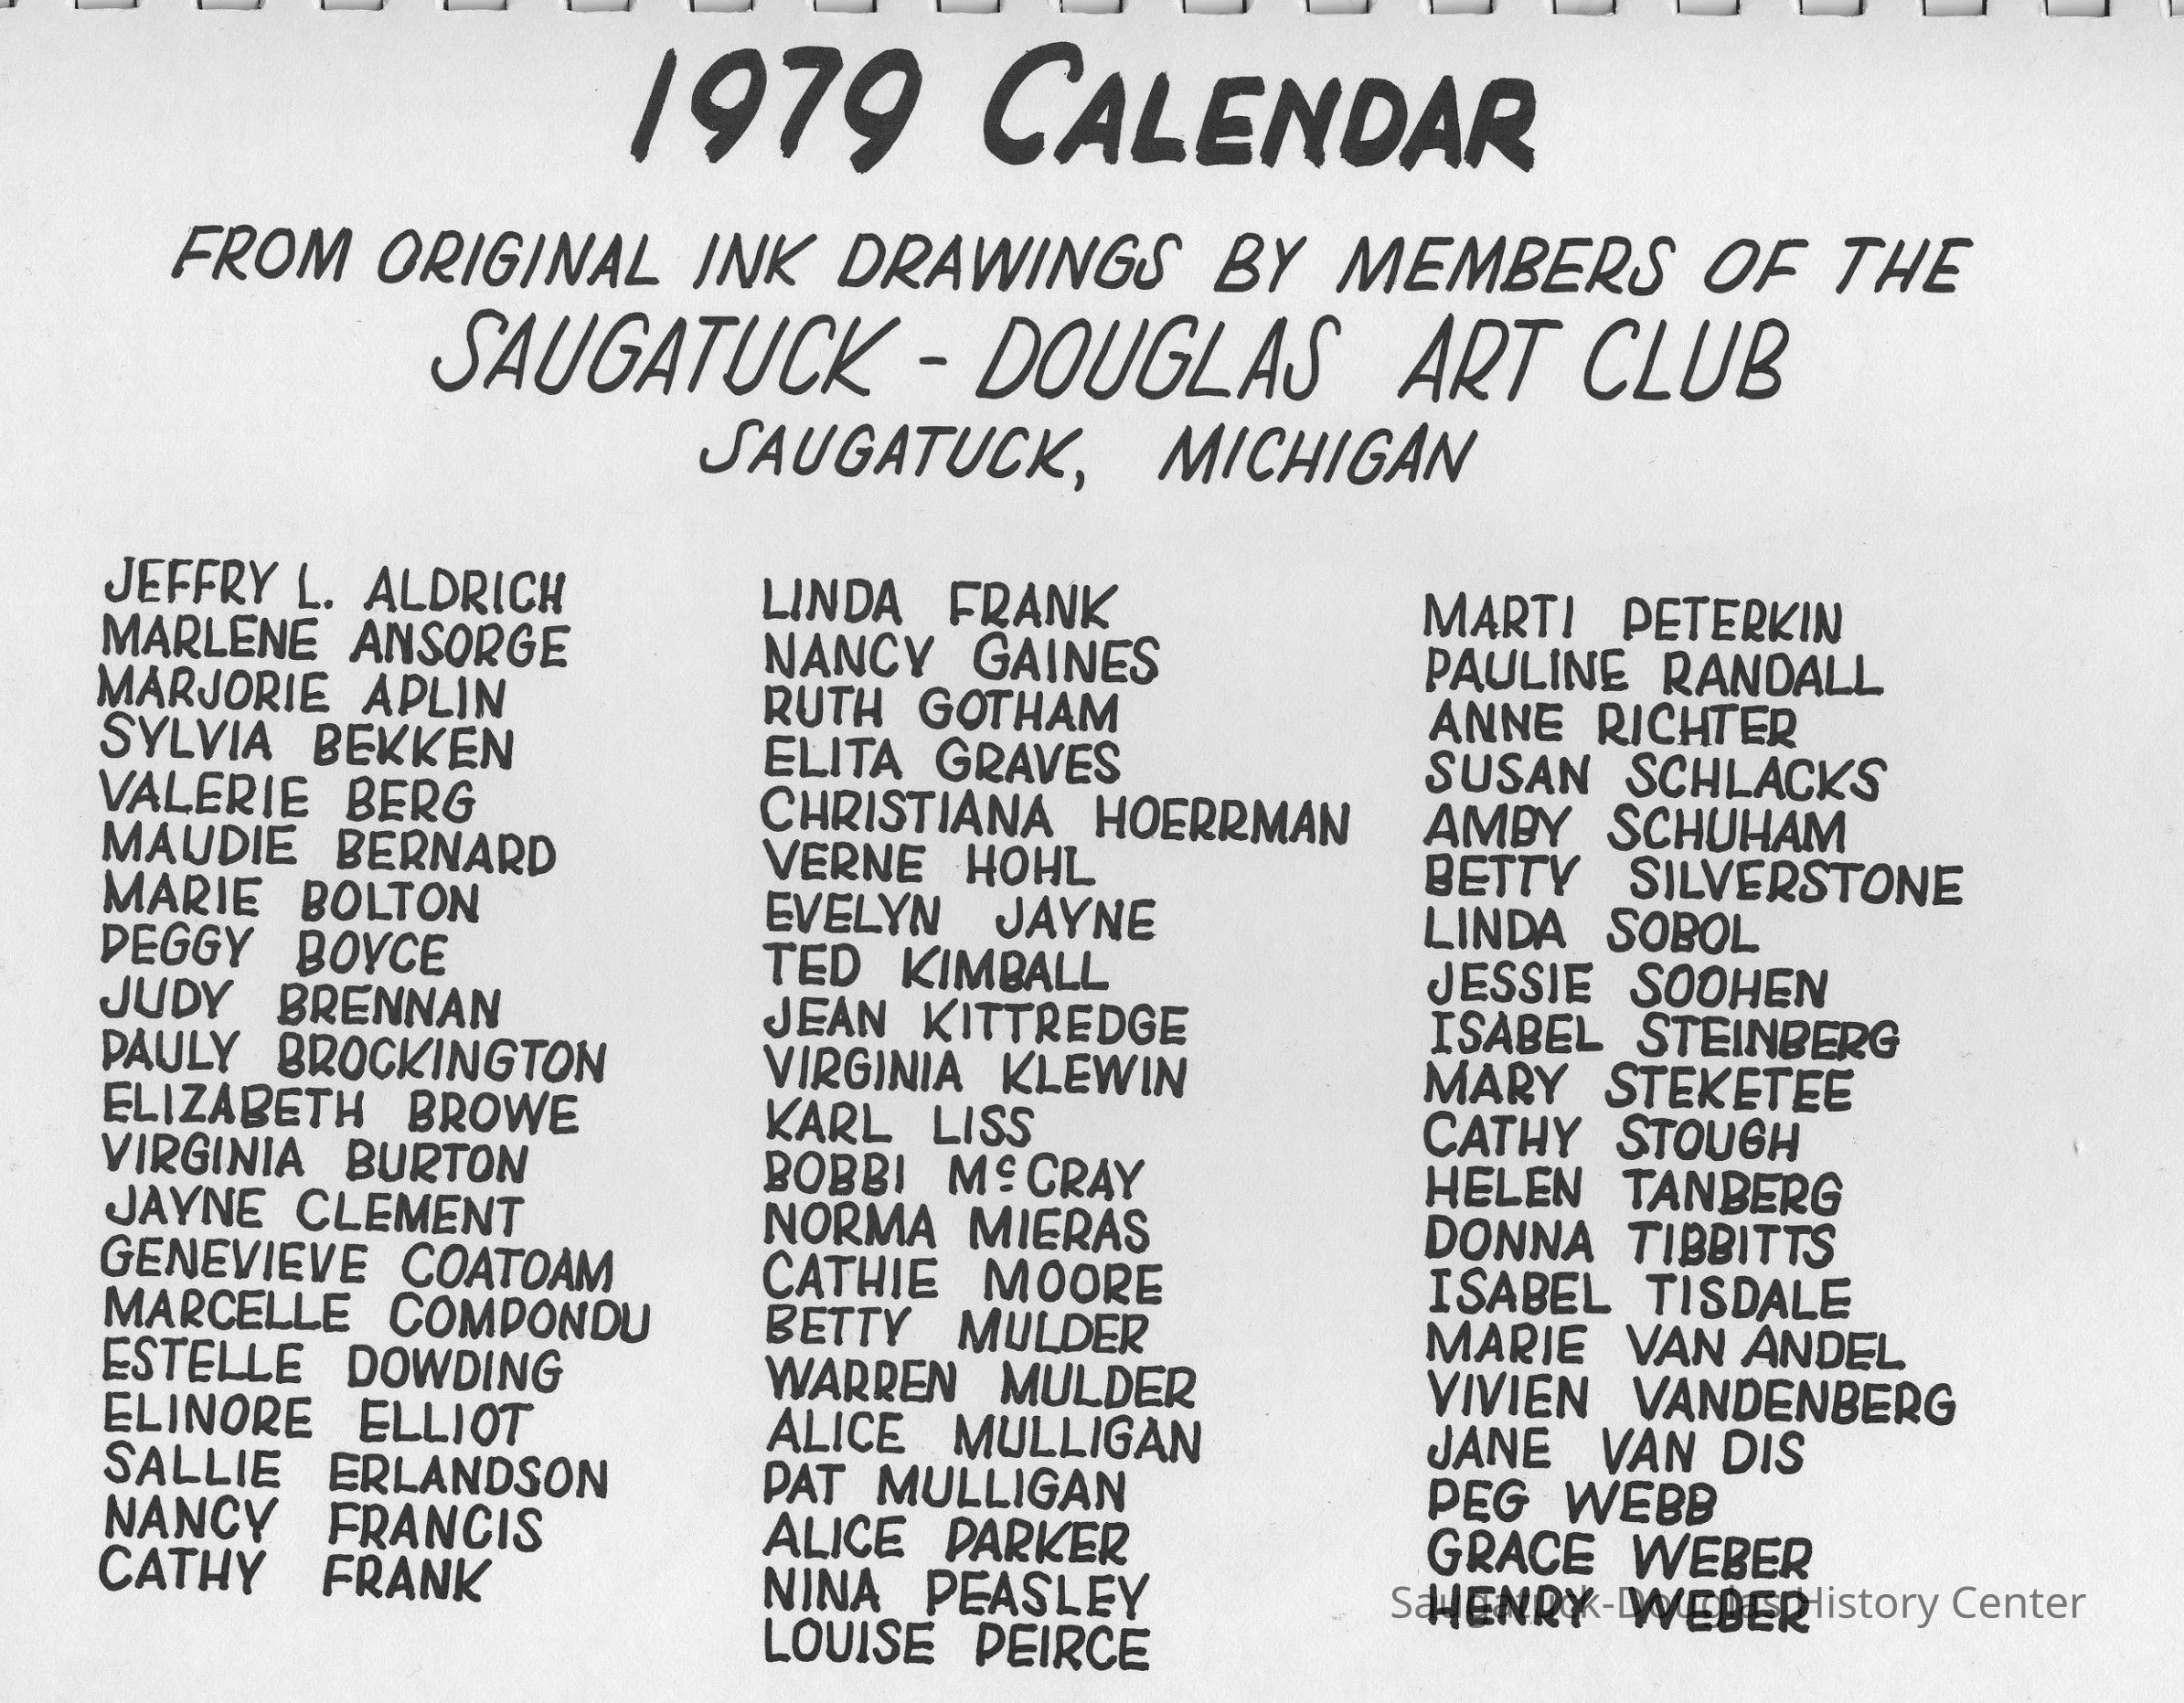 1979 CALENDAR
FROM ORIGINAL INK DRAWINGS BY MEMBERS OF THE
SAUGATUCK - DOUGLAS ART CLUB
SAUGATUCK, MICHIGAN
JEFFRY L. ALDRICH
MARLENE ANSORGE
MARJORIE APLIN
SYLVIA BEKKEN
VALERIE BERG
MAUDIE BERNARD
MARIE BOLTON
PEGGY BOYCE
JUDY BRENNAN
PAULY BROCKINGTON
ELIZABETH BROWE
VIRGINIA BURTON
JAYNE CLEMENT
GENEVIEVE COATOAM
MARCELLE COMPONDU
ESTELLE DOWDING
ELINORE ELLIOT
SALLIE ERLANDSON
NANCY FRANCIS
CATHY FRANK
LINDA FRANK
NANCY GAINES
RUTH GOTHAM
ELITA GRAVES
CHRISTIANA HOERRMAN
VERNE HOHL
EVELYN JAYNE
TED KIMBALL
JEAN KITTREDGE
VIRGINIA KLEWIN
KARL LISS
BOBBI McCRAY
NORMA MIERAS
CATHIE MOORE
BETTY MULDER
WARREN MULDER
ALICE MULLIGAN
PAT MULLIGAN
ALICE PARKER
NINA PEASLEY
LOUISE PEIRCE
MARTI PETERKIN
PAULINE RANDALL
ANNE RICHTER
SUSAN SCHLACKS
AMBY SCHUHAM
BETTY SILVERSTONE
LINDA SOBOL
JESSIE SOOHEN
ISABEL STEINBERG
MARY STEKETEE
CATHY STOUGH
HELEN TANBERG
DONNA TIBBITTS
ISABEL TISDALE
MARIE VAN ANDEL
VIVIEN VANDENBERG
JANE VAN DIS
PEG WEBB
GRACE WEBER
HENRY WEBER
Saugatuck-Douglas History Center